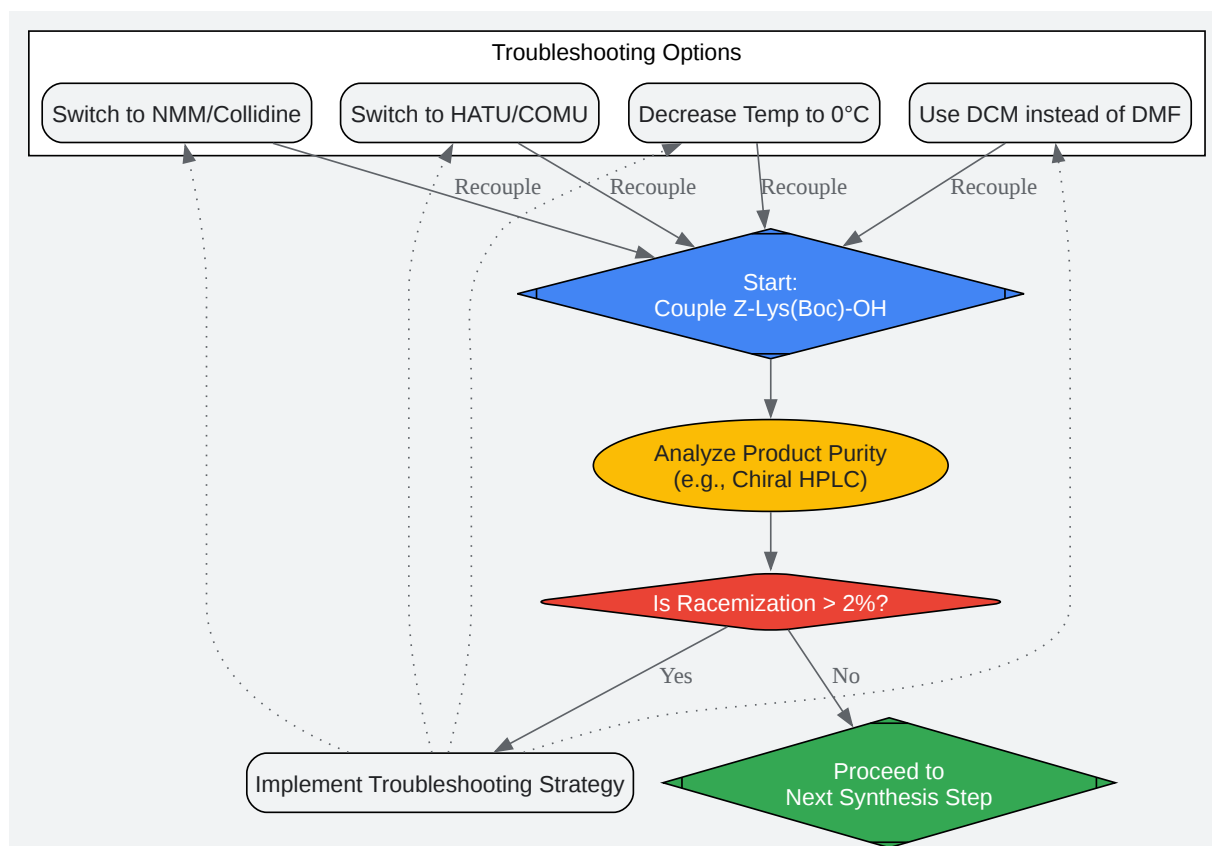 Troubleshooting Options
Switch to NMM/Collidine
Switch to HATU/COMU
Decrease Temp to 0°C
Use DCM instead of DMF
Recouple
Recouple
Recouple
Recouple
Start:
Couple Z-Lys(Boc)-OH
Analyze Product Purity
(e.g., Chiral HPLC)
Is Racemization > 2%?
Yes
No
Implement Troubleshooting Strategy
Proceed to
Next Synthesis Step